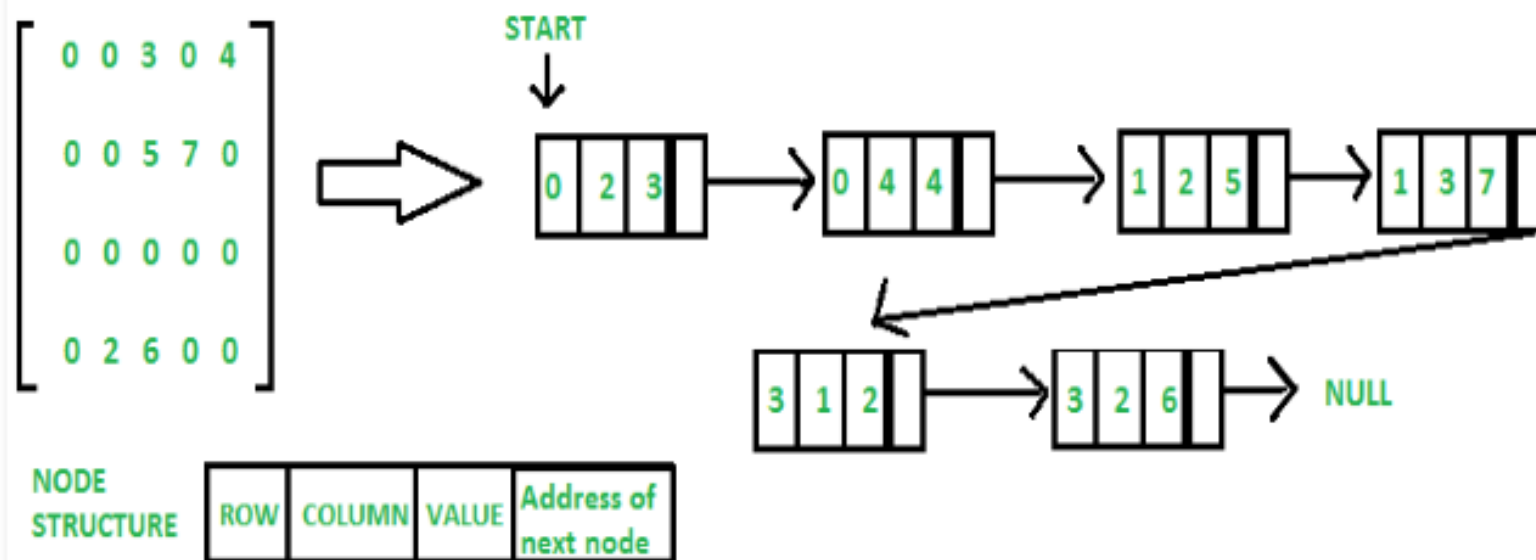 START
0 0 3 0 4
0 0 5 7 0
0 0 0 0 0
0 2 6 0 0
0 2 3
0 4 4
1 2 5
1 3 7
3 1 2
3 2 6
NULL
NODE
STRUCTURE
ROW
COLUMN
VALUE
Address of
next node